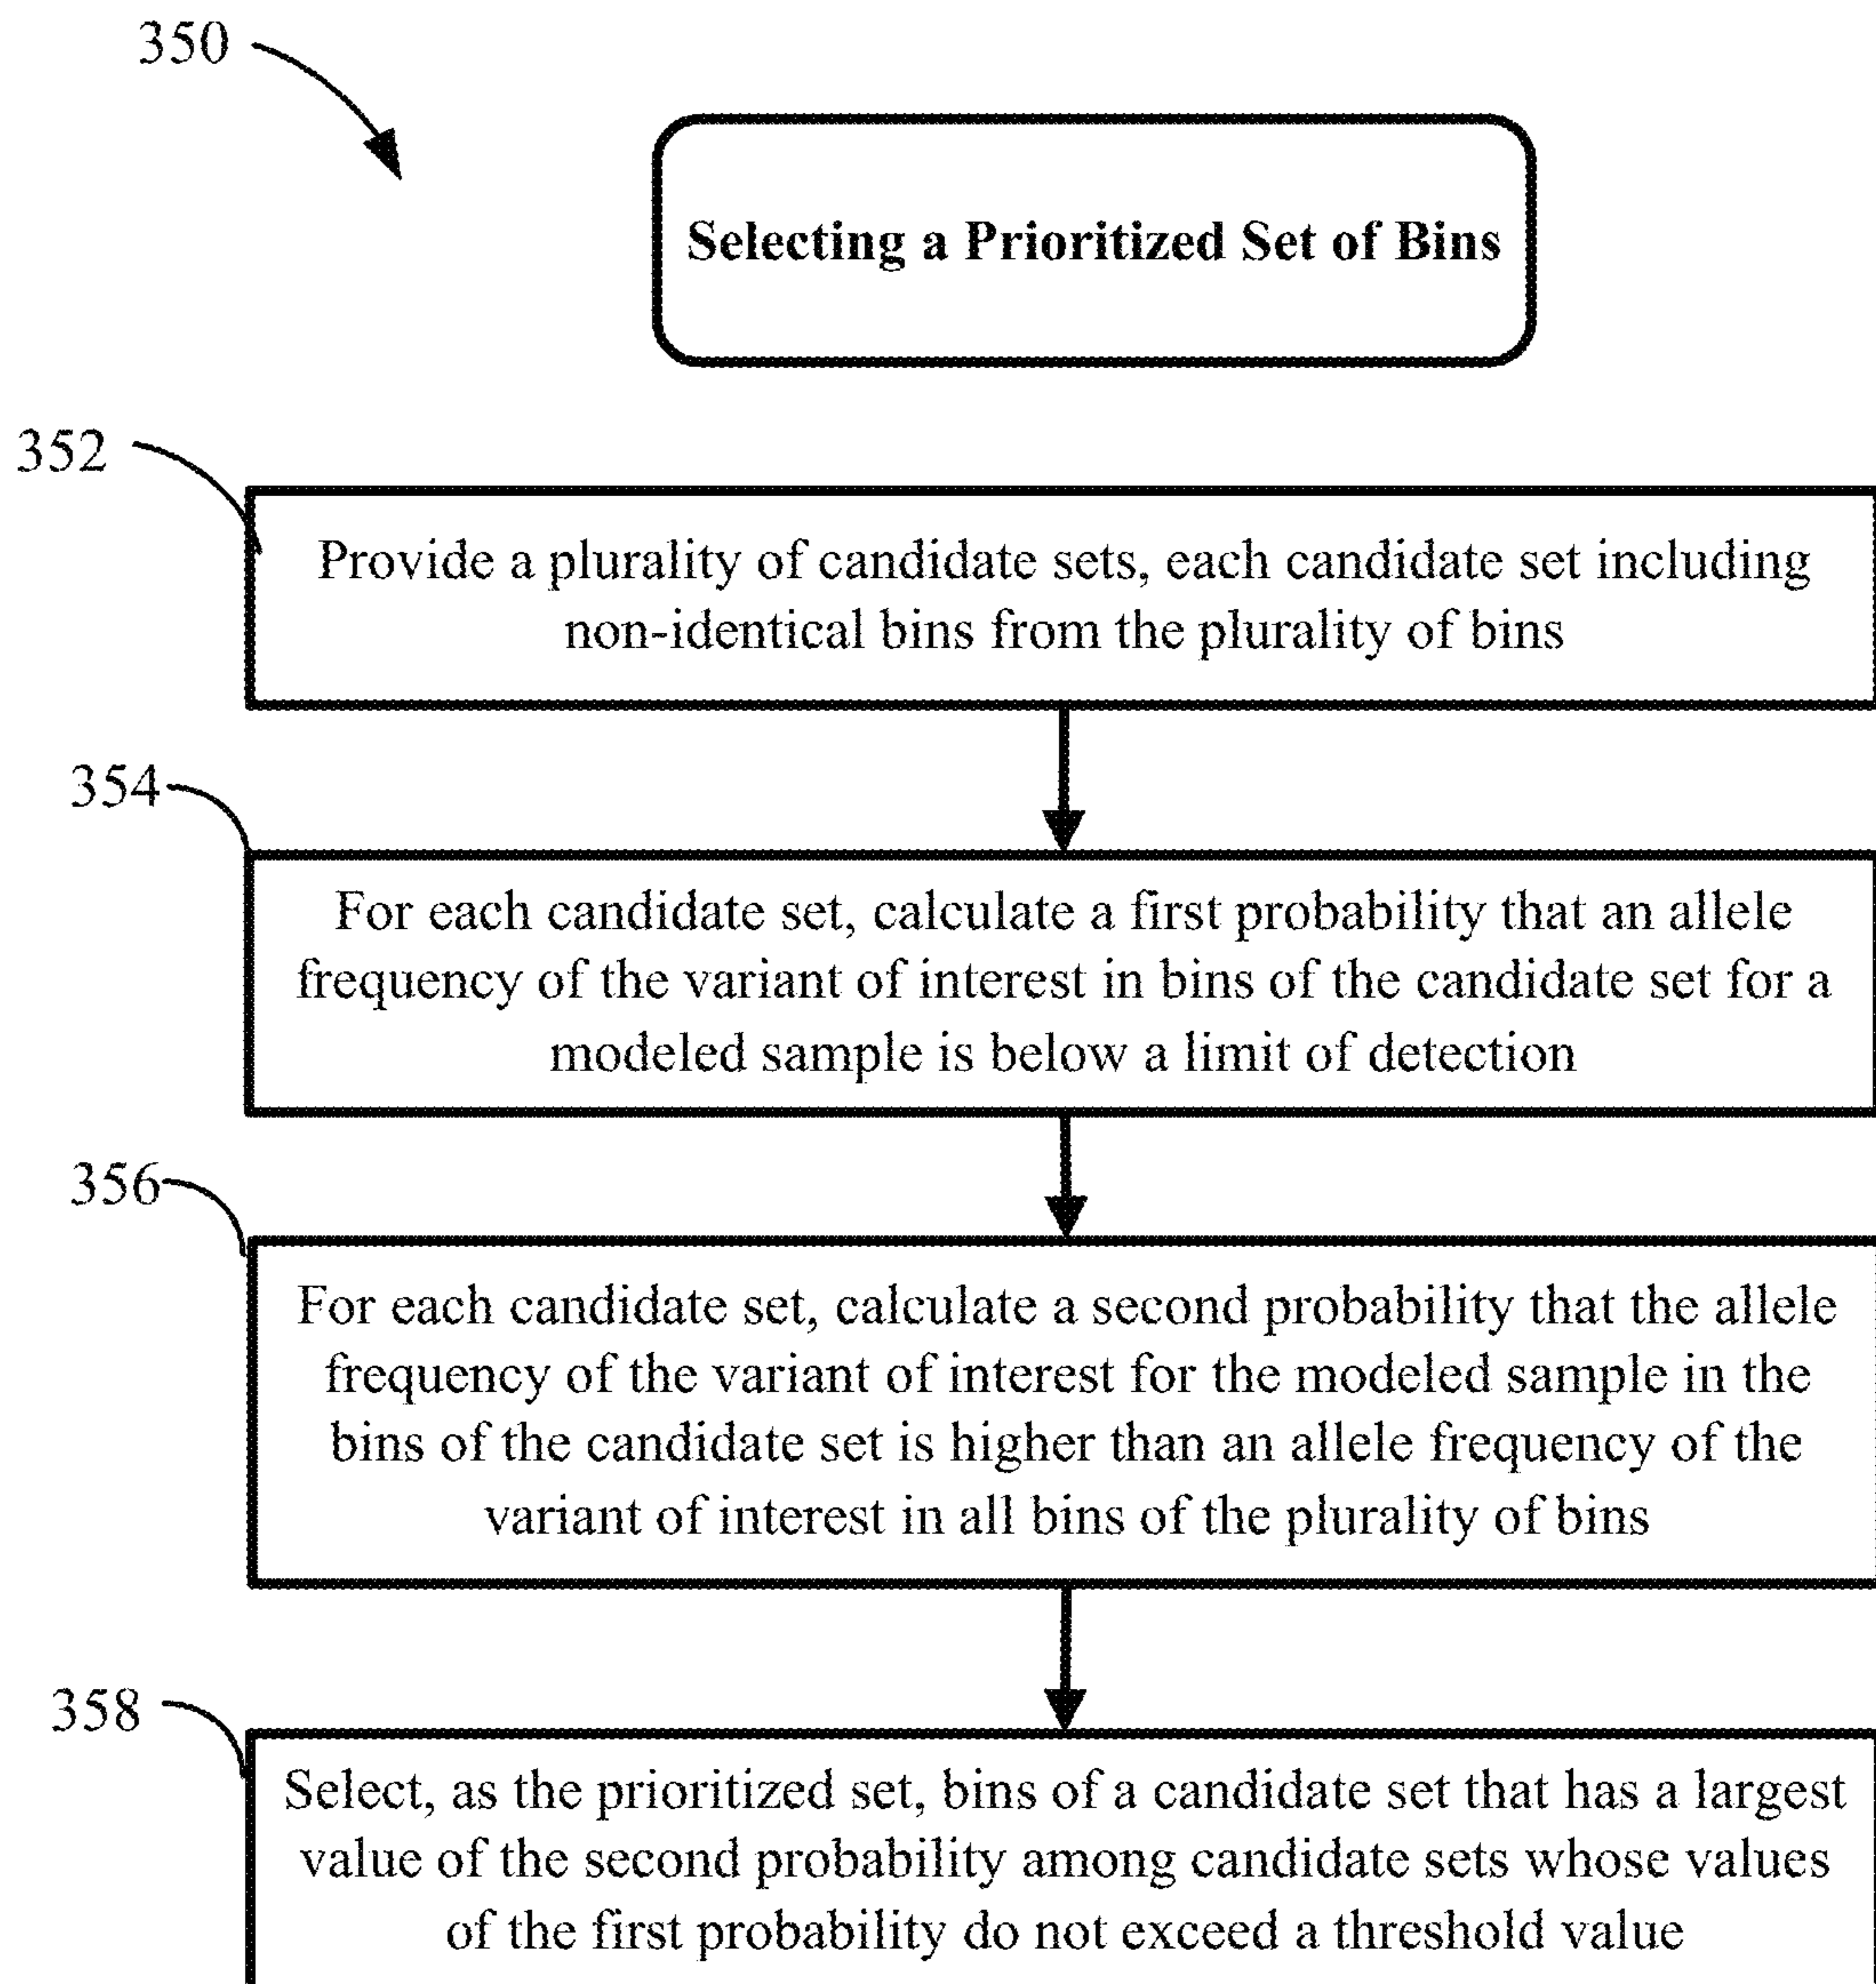 350
Selecting a Prioritized Set of Bins
352
Provide a plurality of candidate sets, each candidate set including
non-identical bins from the plurality of bins
354
For each candidate set, calculate a first probability that an allele
frequency of the variant of interest in bins of the candidate set for a
modeled sample is below a limit of detection
356
For each candidate set, calculate a second probability that the allele
frequency of the variant of interest for the modeled sample in the
bins of the candidate set is higher than an allele frequency of the
variant of interest in all bins of the plurality of bins
358
Select, as the prioritized set, bins of a candidate set that has a largest
value of the second probability among candidate sets whose values
of the first probability do not exceed a threshold value